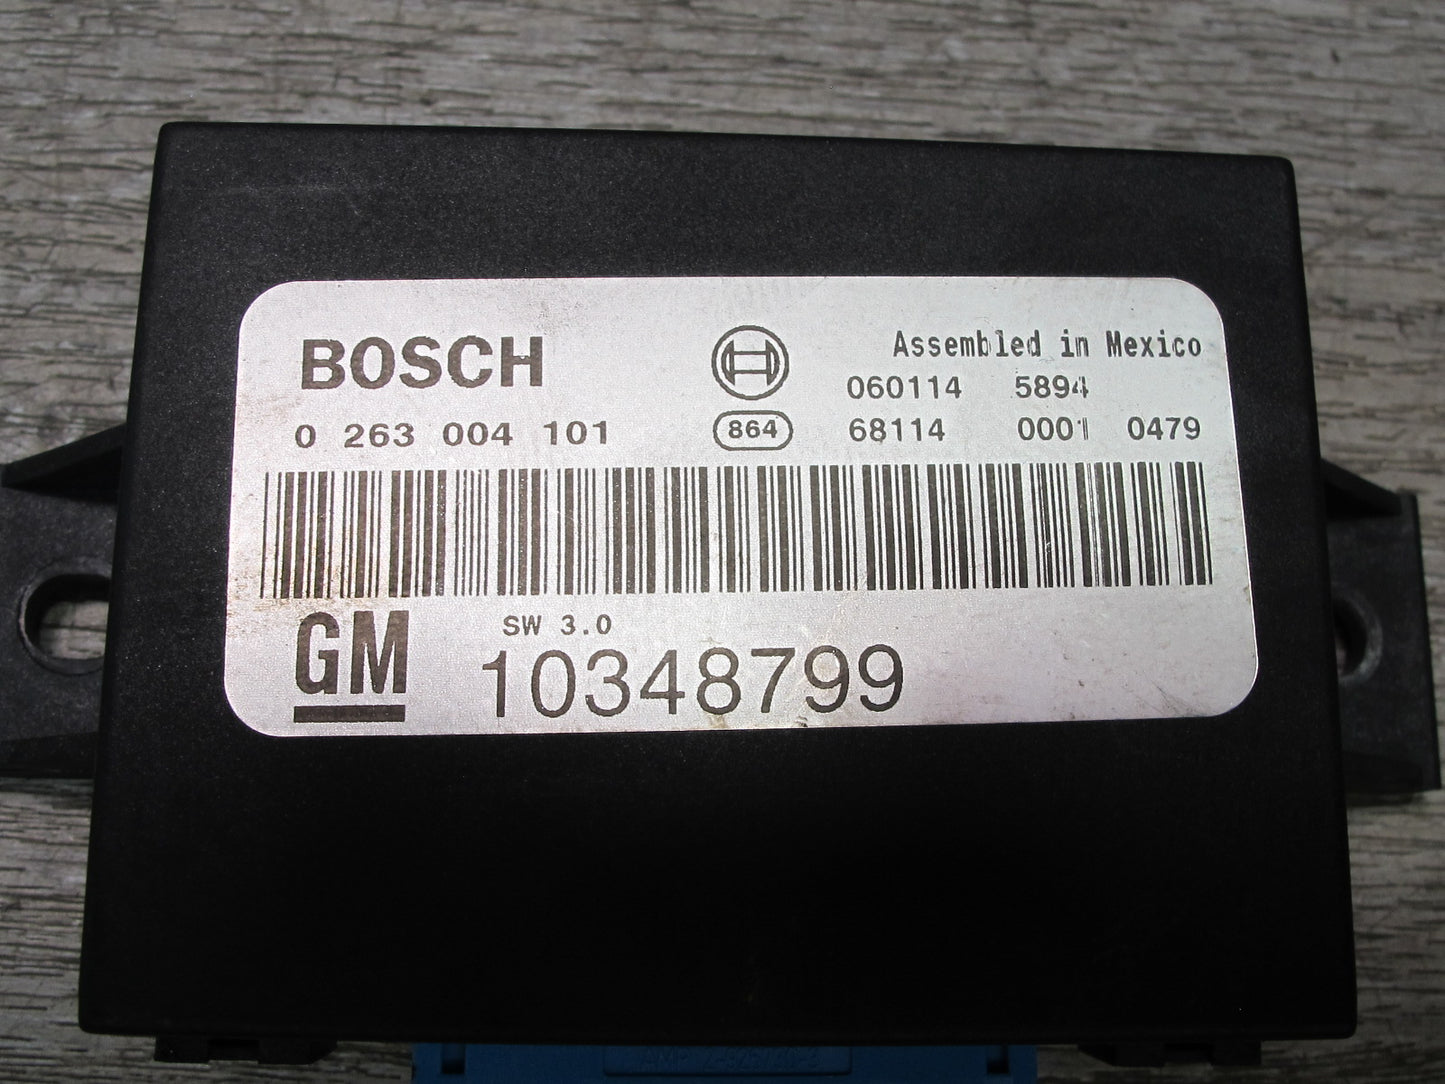 BOSCH
Assembled in Mexico
060114 5894
0 263 004 101
864
68114 0001 0479
GM
SW 3.0
10348799
AMP